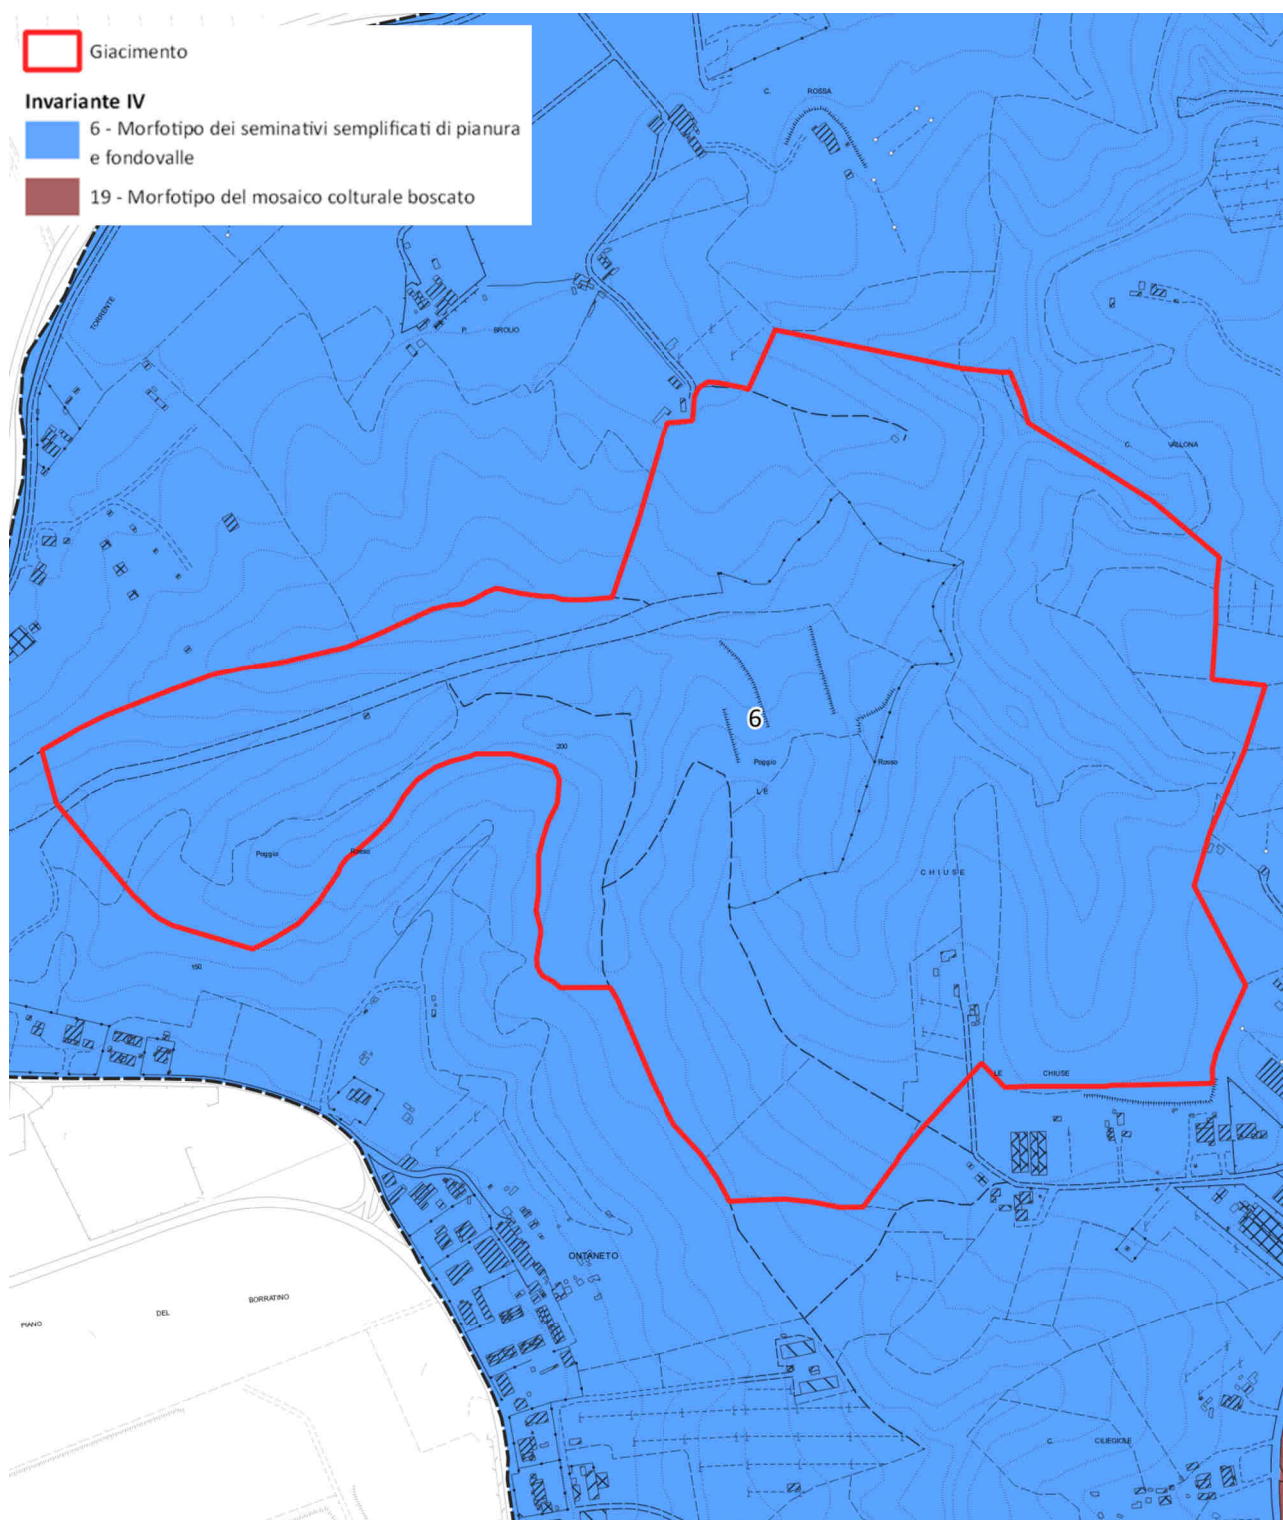 Giacimento
Invariante IV
6 - Morfotipo dei seminativi semplificati di pianura
e fondovalle
19 - Morfotipo del mosaico colturale boscato
C. ROSSA
TORRENTE
P. BROLIO
C. VALLONA
6
200
Poggio Rosso
LE
Poggio Rosso
CHIUSE
150
LE CHIUSE
ONTANETO
PIANO DEL BORRATINO
C. CILIEGIOLE